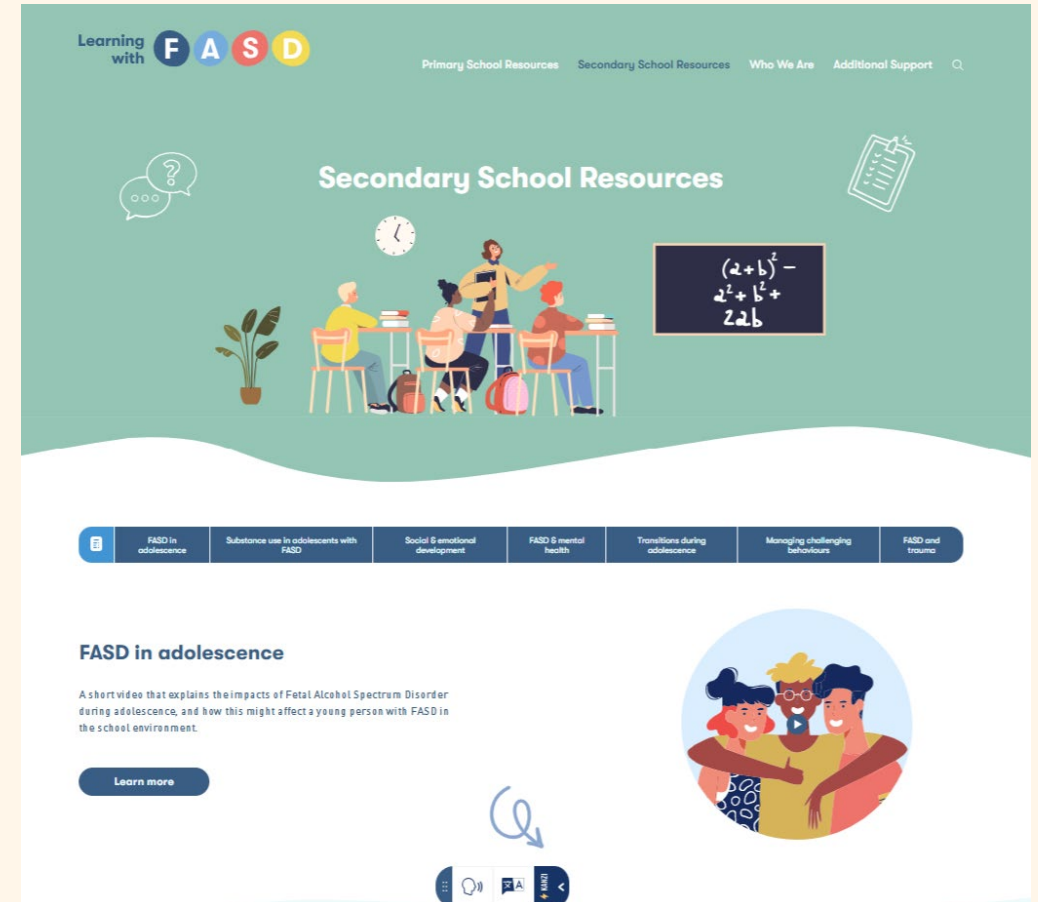 Learning
with F A S D
Primary School Resources Secondary School Resources Who We Are Additional Support
?
Secondary School Resources
(a+b)² –
a² + b² +
2ab
FASD in
adolescence
Substance use in adolescents with
FASD
Social & emotional
development
FASD & mental
health
Transitions during
adolescence
Managing challenging
behaviours
FASD and
trauma
FASD in adolescence
A short video that explains the impacts of Fetal Alcohol Spectrum Disorder
during adolescence, and how this might affect a young person with FASD in
the school environment.
Learn more
A
KANZI